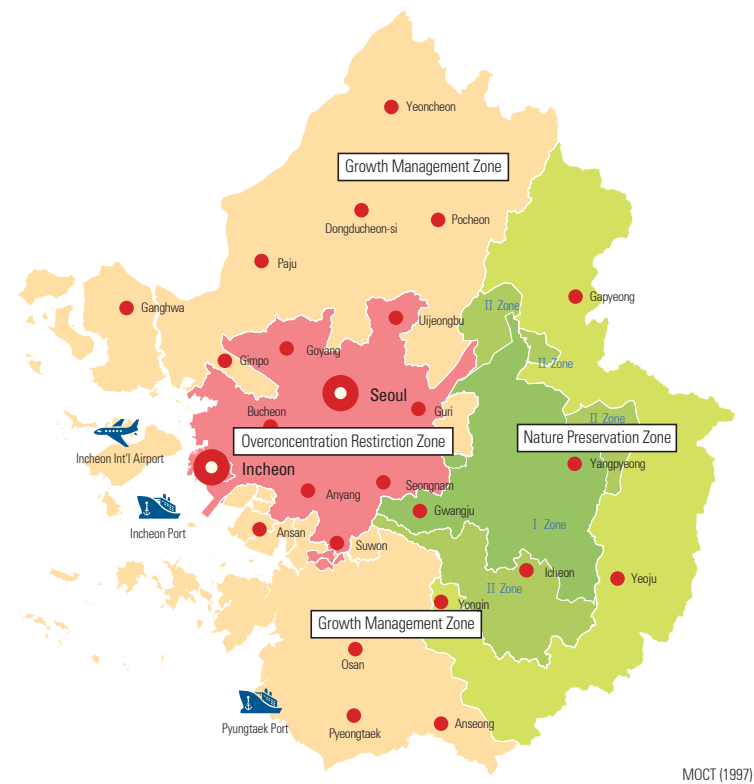 Yeoncheon
Growth Management Zone
Dongducheon-si
Pocheon
Paju
Gapyeong
Ganghwa
II Zone
Uijeongbu
Goyang
Gimpo
II Zone
Seoul
Bucheon
Guri
II Zone
Overconcentration Restirction Zone
Nature Preservation Zone
Incheon Int'l Airport
Incheon
Yangpyeong
Seongnam
Anyang
Gwangju
I Zone
Incheon Port
Ansan
Suwon
Icheon
Yeoju
II Zone
Yongin
Growth Management Zone
Osan
Pyungtaek Port
Pyeongtaek
Anseong
MOCT (1997)